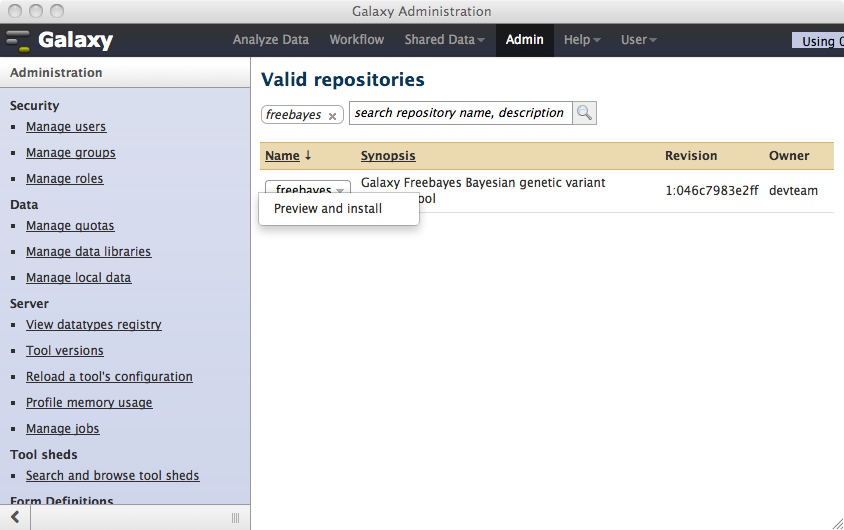 Galaxy Administration
Galaxy
Analyze Data Workflow Shared Data Admin Help User Using
Administration
Security
Manage users
Manage groups
Manage roles
Data
Manage quotas
Manage data libraries
Manage local data
Server
View datatypes registry
Tool versions
Reload a tool's configuration
Profile memory usage
Manage jobs
Tool sheds
Search and browse tool sheds
Form Definitions
Valid repositories
freebayes x
search repository name, description
Name ↓ Synopsis Revision Owner
freebayes Galaxy Freebayes Bayesian genetic variant 1:046c7983e2ff devteam
Preview and install